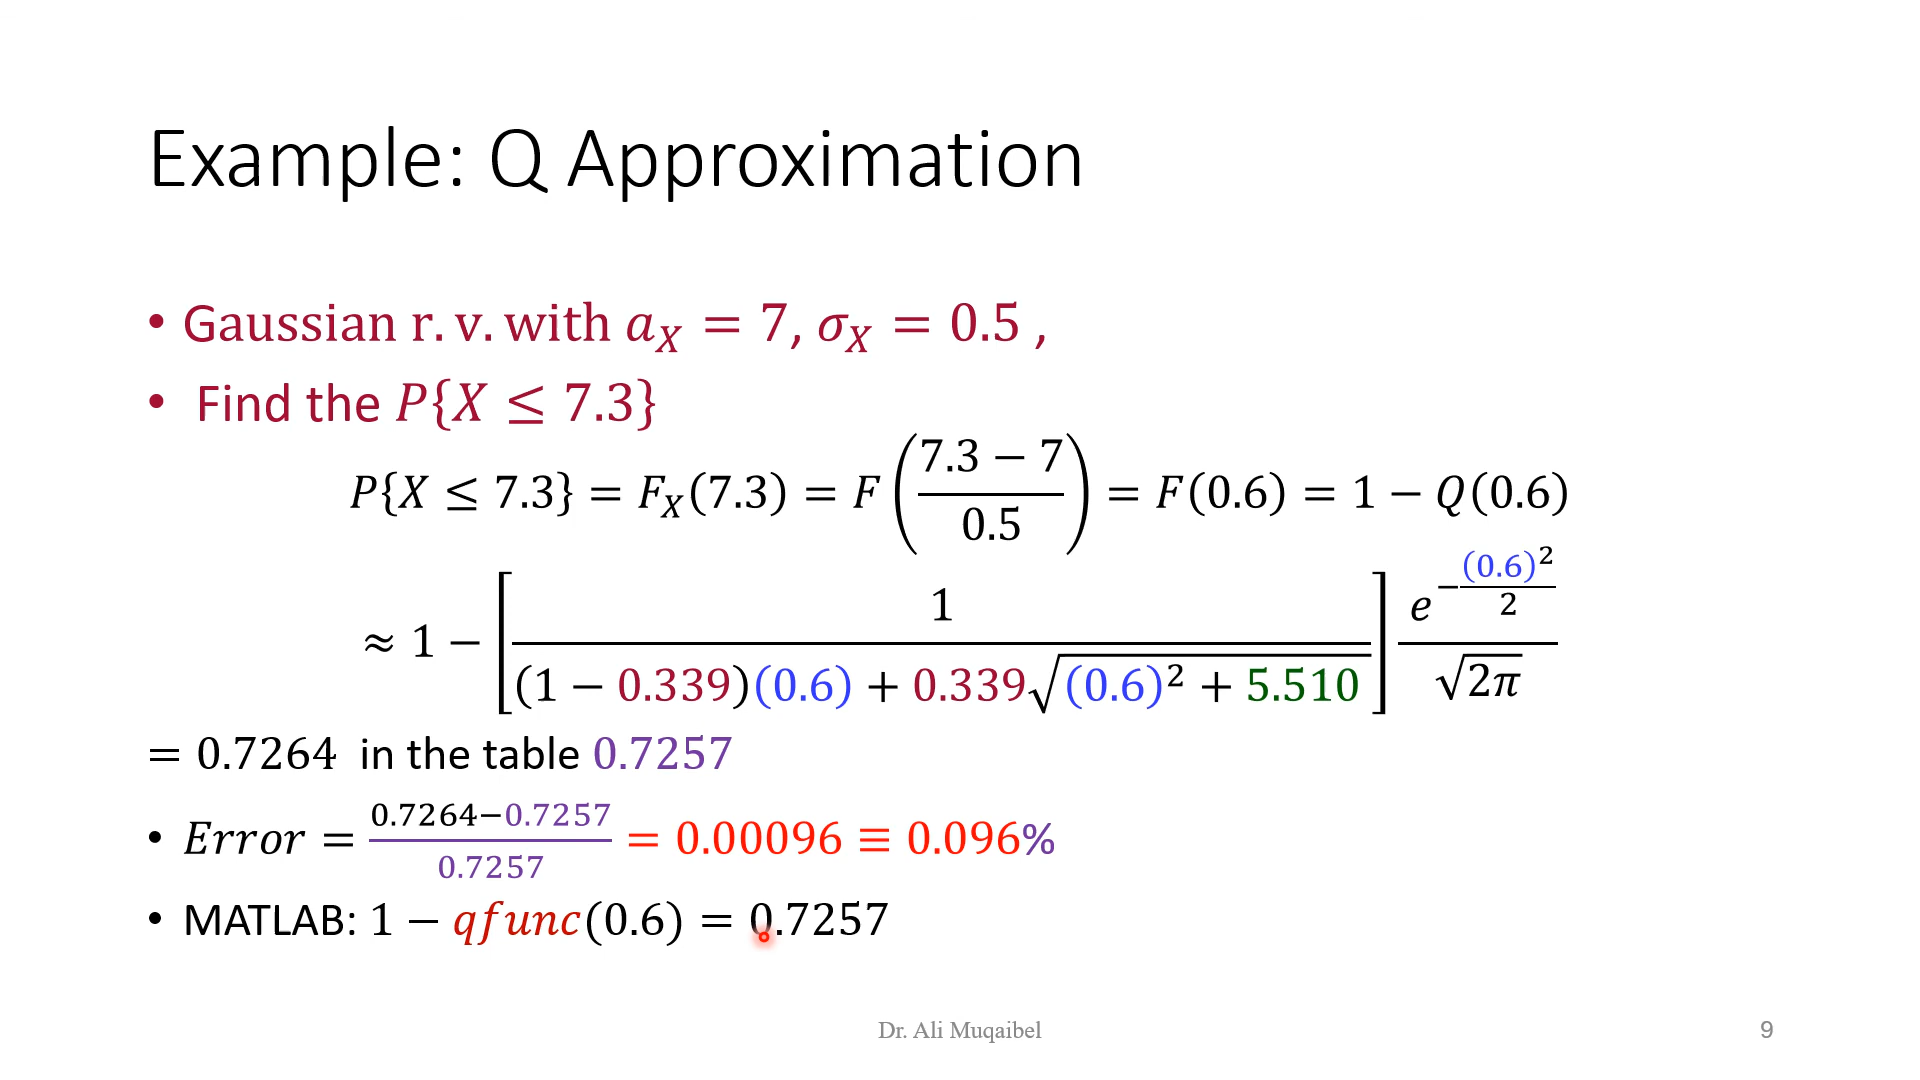 Example: Q Approximation
• Gaussian r. v. with a_X = 7, σ_X = 0.5 ,
• Find the P{X ≤ 7.3}
P{X ≤ 7.3} = F_X(7.3) = F((7.3 − 7)/0.5) = F(0.6) = 1 − Q(0.6)
≈ 1 − [1/((1 − 0.339)(0.6) + 0.339√((0.6)² + 5.510))] e^(−(0.6)²/2)/√(2π)
= 0.7264 in the table 0.7257
• Error = (0.7264−0.7257)/0.7257 = 0.00096 ≡ 0.096%
• MATLAB: 1 − qfunc(0.6) = 0.7257
Dr. Ali Muqaibel
9